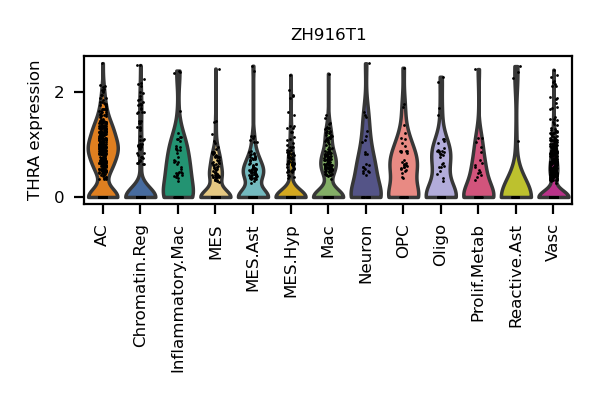 ZH916T1
THRA expression
2
0
AC
Chromatin.Reg
Inflammatory.Mac
MES
MES.Ast
MES.Hyp
Mac
Neuron
OPC
Oligo
Prolif.Metab
Reactive.Ast
Vasc